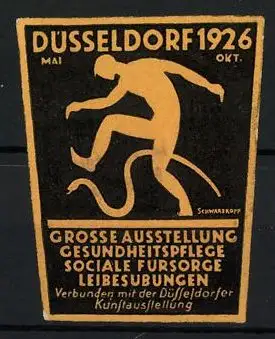 DÜSSELDORF 1926
MAI OKT.
SCHWARZKOPF
GROSSE AUSSTELLUNG
GESUNDHEITSPFLEGE
SOCIALE FÜRSORGE
LEIBESÜBUNGEN
Verbunden mit der Düsseldorfer
Kunstausstellung